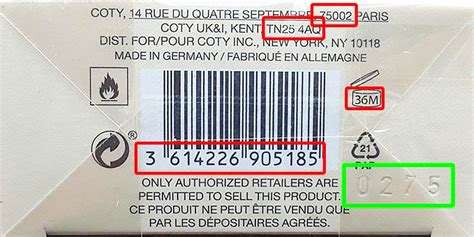 COTY, 14 RUE DU QUATRE SEPTEMBRE, 75002 PARIS
COTY UK&I, KENT, TN25 4AQ
DIST. FOR/POUR COTY INC., NEW YORK, NY 10118
MADE IN GERMANY / FABRIQUÉ EN ALLEMAGNE
36M
21
PAP
3 614226 905185
0275
ONLY AUTHORIZED RETAILERS ARE
PERMITTED TO SELL THIS PRODUCT.
CE PRODUIT NE PEUT ÊTRE VENDU QUE
PAR LES DÉPOSITAIRES AGRÉÉS.